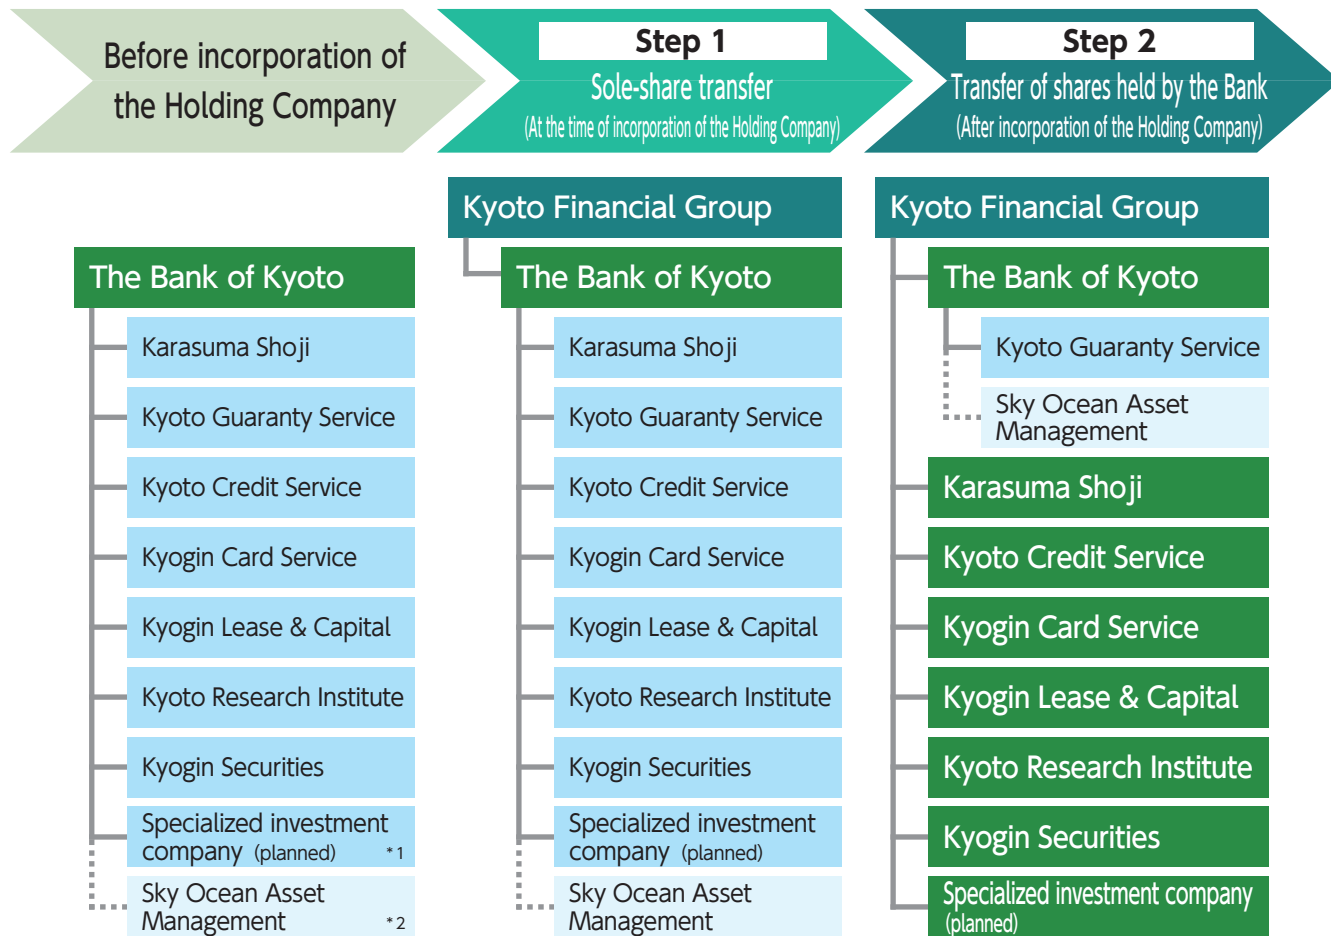 Before incorporation of
the Holding Company
Step 1
Sole-share transfer
(At the time of incorporation of the Holding Company)
Step 2
Transfer of shares held by the Bank
(After incorporation of the Holding Company)
The Bank of Kyoto
Karasuma Shoji
Kyoto Guaranty Service
Kyoto Credit Service
Kyogin Card Service
Kyogin Lease & Capital
Kyoto Research Institute
Kyogin Securities
Specialized investment
company (planned) *1
Sky Ocean Asset
Management *2
Kyoto Financial Group
The Bank of Kyoto
Karasuma Shoji
Kyoto Guaranty Service
Kyoto Credit Service
Kyogin Card Service
Kyogin Lease & Capital
Kyoto Research Institute
Kyogin Securities
Specialized investment
company (planned)
Sky Ocean Asset
Management
Kyoto Financial Group
The Bank of Kyoto
Kyoto Guaranty Service
Sky Ocean Asset
Management
Karasuma Shoji
Kyoto Credit Service
Kyogin Card Service
Kyogin Lease & Capital
Kyoto Research Institute
Kyogin Securities
Specialized investment company
(planned)